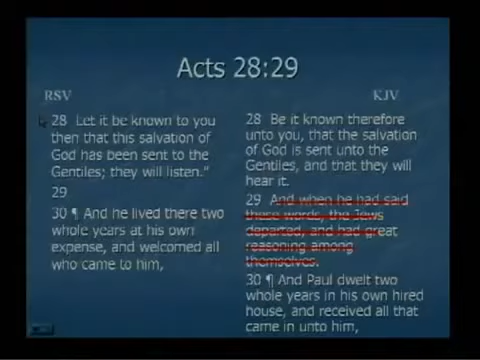 Acts 28:29
RSV
28 Let it be known to you
then that this salvation of
God has been sent to the
Gentiles; they will listen."
29
30 ¶ And he lived there two
whole years at his own
expense, and welcomed all
who came to him,
KJV
28 Be it known therefore
unto you, that the salvation
of God is sent unto the
Gentiles, and that they will
hear it.
29 And when he had said
these words, the Jews
departed, and had great
reasoning among
themselves.
30 ¶ And Paul dwelt two
whole years in his own hired
house, and received all that
came in unto him,